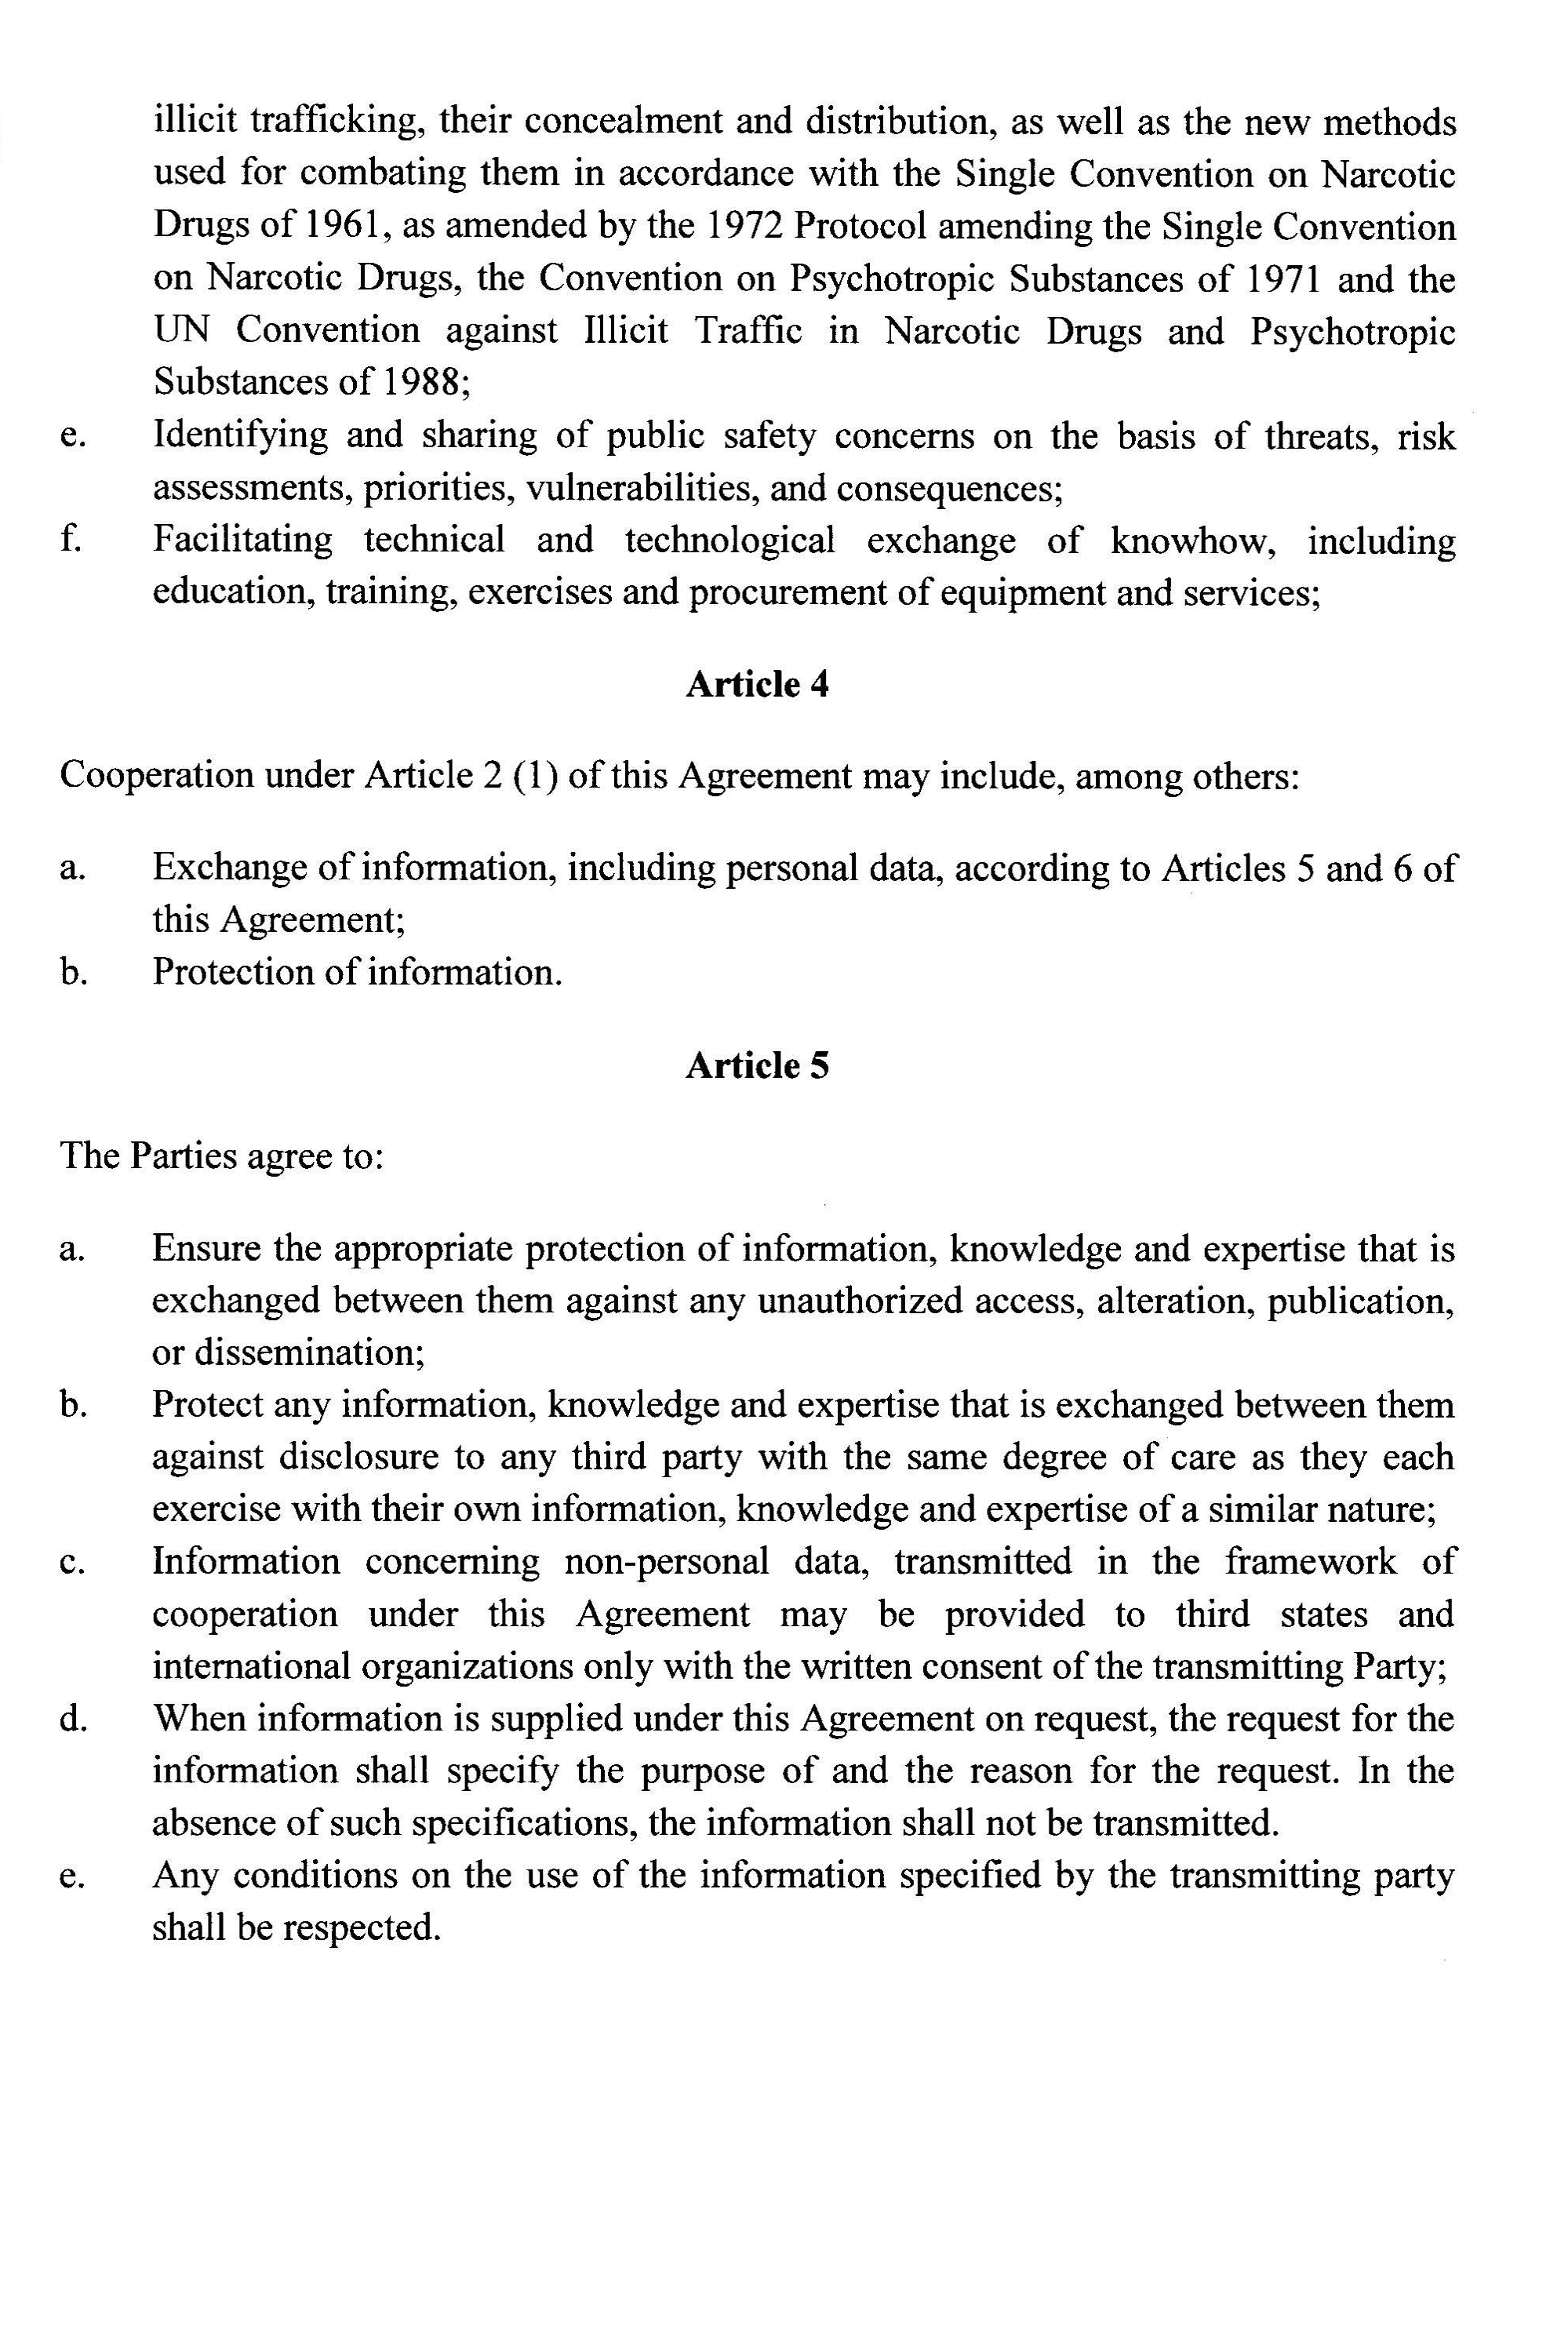 illicit trafficking, their concealment and distribution, as well as the new methods
used for combating them in accordance with the Single Convention on Narcotic
Drugs of 1961, as amended by the 1972 Protocol amending the Single Convention
on Narcotic Drugs, the Convention on Psychotropic Substances of 1971 and the
UN Convention against Illicit Traffic in Narcotic Drugs and Psychotropic
Substances of 1988;
e. Identifying and sharing of public safety concerns on the basis of threats, risk
assessments, priorities, vulnerabilities, and consequences;
f. Facilitating technical and technological exchange of knowhow, including
education, training, exercises and procurement of equipment and services;
Article 4
Cooperation under Article 2 (1) of this Agreement may include, among others:
a. Exchange of information, including personal data, according to Articles 5 and 6 of
this Agreement;
b. Protection of information.
Article 5
The Parties agree to:
a. Ensure the appropriate protection of information, knowledge and expertise that is
exchanged between them against any unauthorized access, alteration, publication,
or dissemination;
b. Protect any information, knowledge and expertise that is exchanged between them
against disclosure to any third party with the same degree of care as they each
exercise with their own information, knowledge and expertise of a similar nature;
c. Information concerning non-personal data, transmitted in the framework of
cooperation under this Agreement may be provided to third states and
international organizations only with the written consent of the transmitting Party;
d. When information is supplied under this Agreement on request, the request for the
information shall specify the purpose of and the reason for the request. In the
absence of such specifications, the information shall not be transmitted.
e. Any conditions on the use of the information specified by the transmitting party
shall be respected.